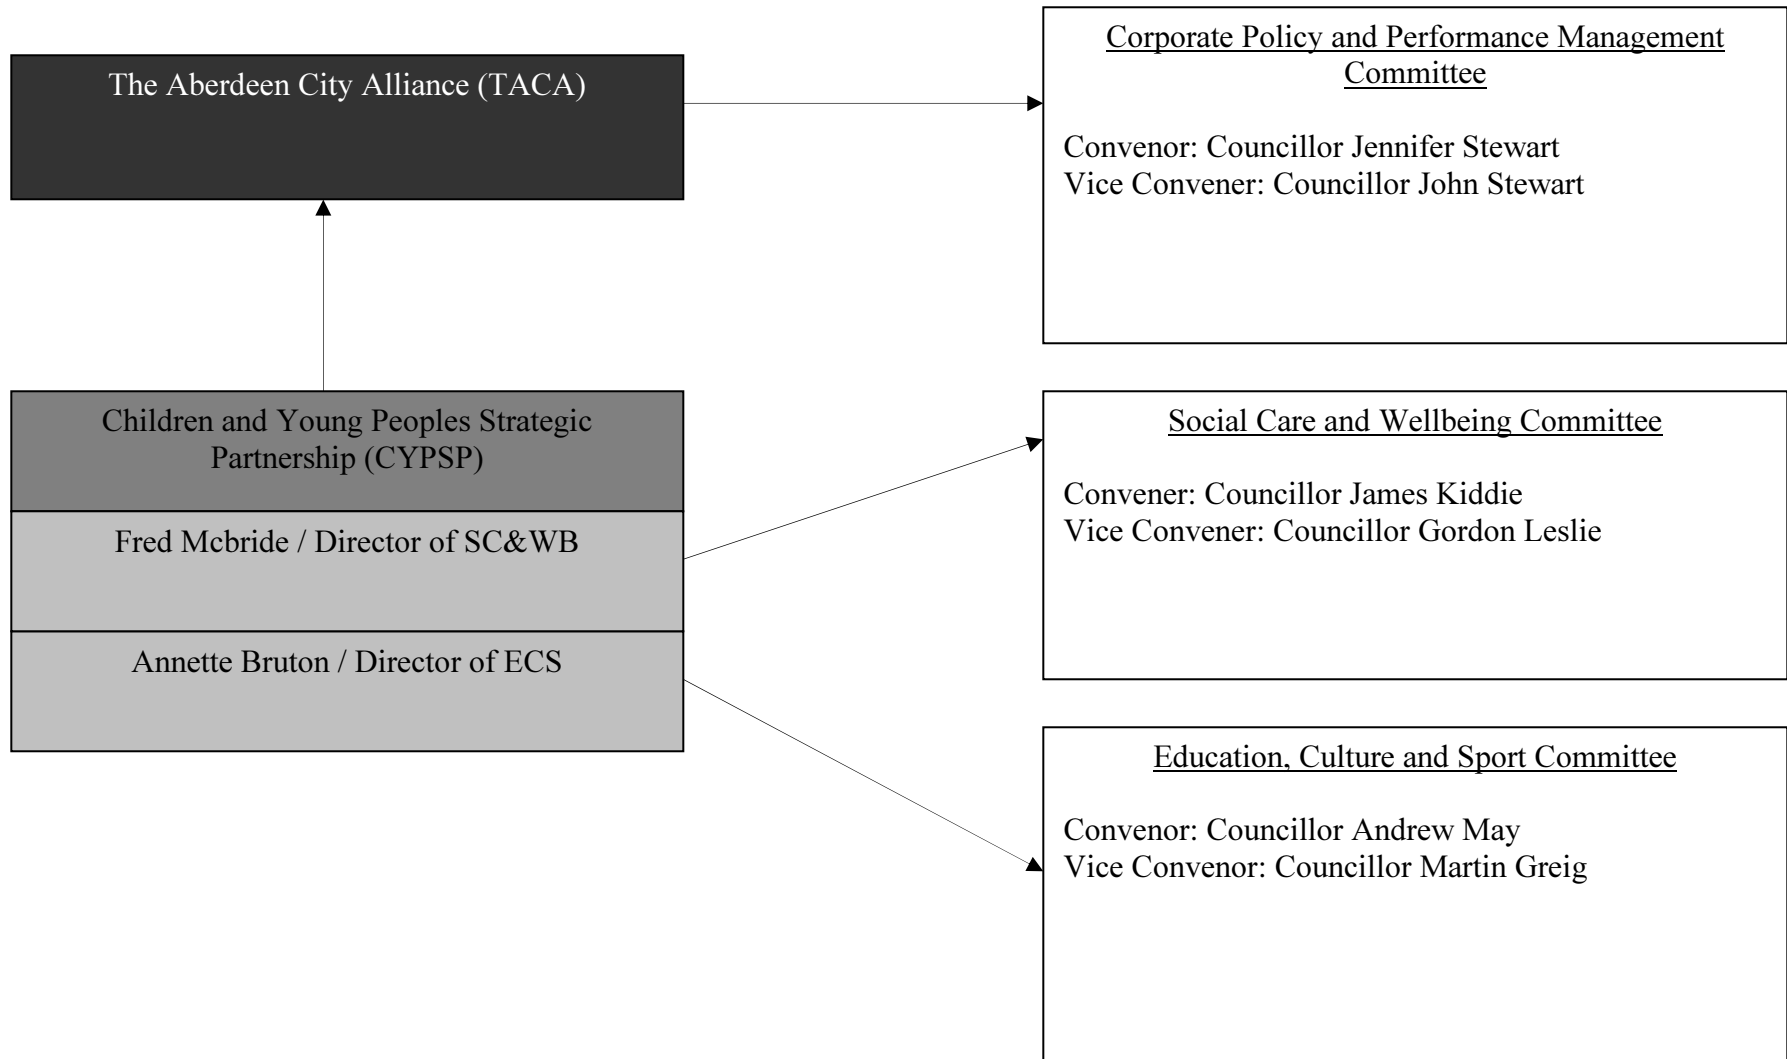 The Aberdeen City Alliance (TACA)
Corporate Policy and Performance Management
Committee
Convenor: Councillor Jennifer Stewart
Vice Convener: Councillor John Stewart
Children and Young Peoples Strategic
Partnership (CYPSP)
Fred Mcbride / Director of SC&WB
Annette Bruton / Director of ECS
Social Care and Wellbeing Committee
Convener: Councillor James Kiddie
Vice Convener: Councillor Gordon Leslie
Education, Culture and Sport Committee
Convenor: Councillor Andrew May
Vice Convenor: Councillor Martin Greig